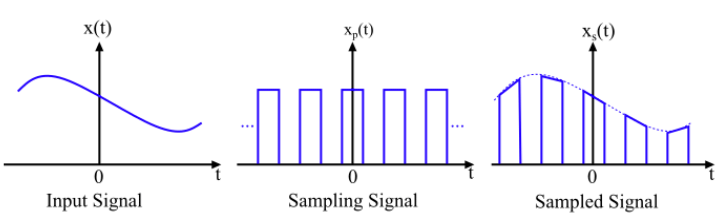 x(t)
0
t
Input Signal
xₚ(t)
...
...
0
t
Sampling Signal
xₛ(t)
0
t
Sampled Signal